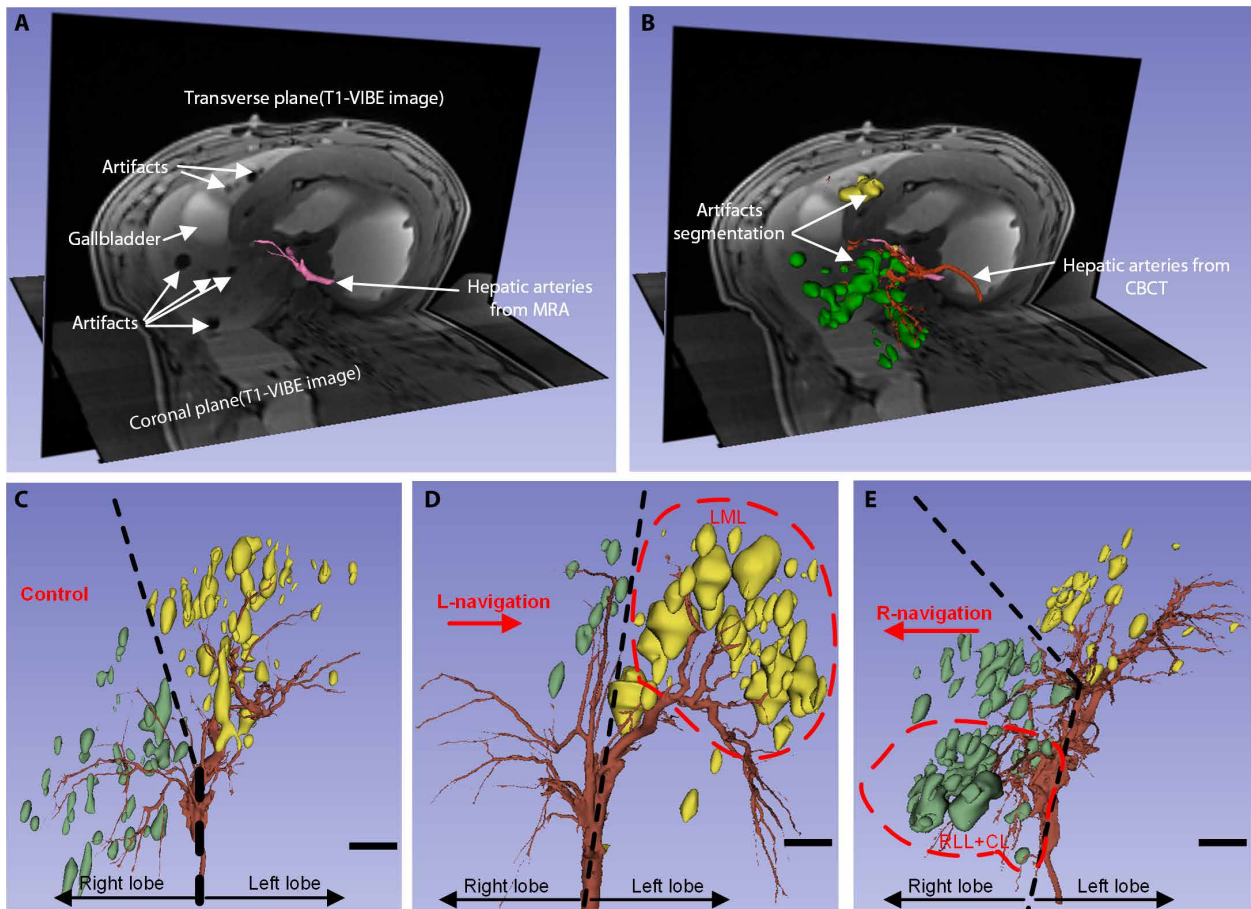 A
Transverse plane(T1-VIBE image)
Artifacts
Gallbladder
Artifacts
Hepatic arteries
from MRA
Coronal plane(T1-VIBE image)
B
Artifacts
segmentation
Hepatic arteries from
CBCT
C
Control
Right lobe
Left lobe
D
LML
L-navigation
Right lobe
Left lobe
E
R-navigation
RLL+CL
Right lobe
Left lobe